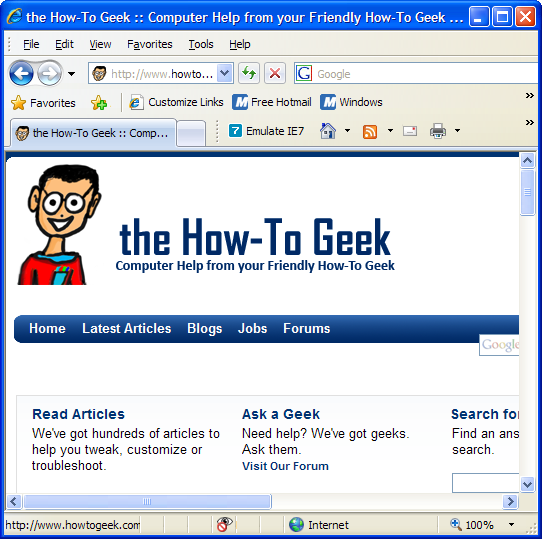 the How-To Geek :: Computer Help from your Friendly How-To Geek ...
File Edit View Favorites Tools Help
http://www.howto... Google
Favorites Customize Links Free Hotmail Windows »
the How-To Geek :: Comp... Emulate IE7 »
the How-To Geek
Computer Help from your Friendly How-To Geek
Home Latest Articles Blogs Jobs Forums
Google
Read Articles Ask a Geek Search for
We've got hundreds of articles to Need help? We've got geeks. Find an ans
help you tweak, customize or Ask them. search.
troubleshoot. Visit Our Forum
http://www.howtogeek.com Internet 100%